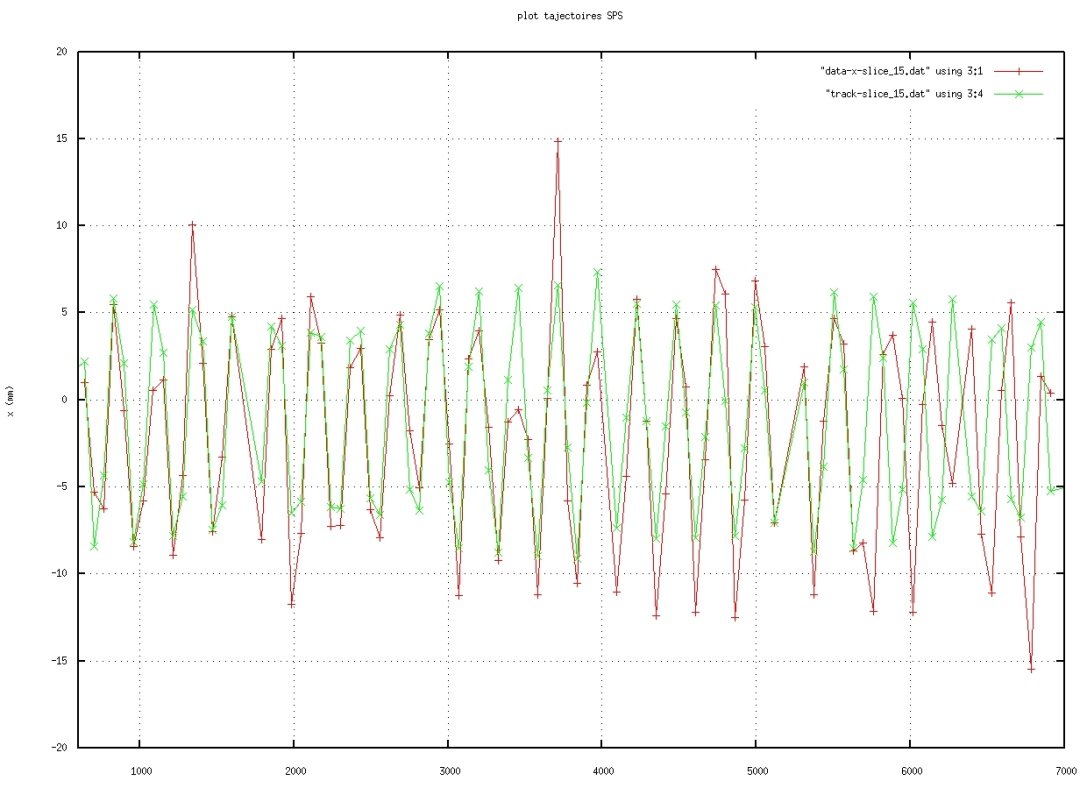 plot tajectoires SPS
"data-x-slice_15.dat" using 3:1
"track-slice_15.dat" using 3:4
x (mm)
20
15
10
5
0
-5
-10
-15
-20
1000 2000 3000 4000 5000 6000 7000